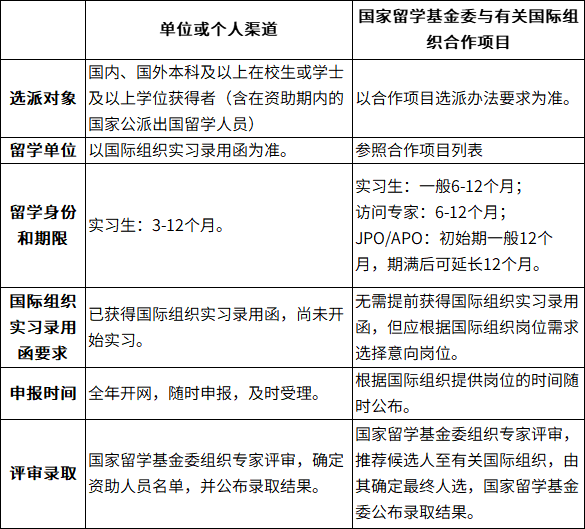 单位或个人渠道
国家留学基金委与有关国际组
织合作项目
选派对象
国内、国外本科及以上在校生或学士
及以上学位获得者（含在资助期内的
国家公派出国留学人员）
以合作项目选派办法要求为准。
留学单位
以国际组织实习录用函为准。
参照合作项目列表
留学身份
和期限
实习生：3-12个月。
实习生：一般6-12个月；
访问专家：6-12个月；
JPO/APO：初始期一般12个
月，期满后可延长12个月。
国际组织
实习录用
函要求
已获得国际组织实习录用函，尚未开
始实习。
无需提前获得国际组织实习录用
函，但应根据国际组织岗位需求
选择意向岗位。
申报时间
全年开网，随时申报，及时受理。
根据国际组织提供岗位的时间随
时公布。
评审录取
国家留学基金委组织专家评审，确定
资助人员名单，并公布录取结果。
国家留学基金委组织专家评审，
推荐候选人至有关国际组织，由
其确定最终人选，国家留学基金
委公布录取结果。